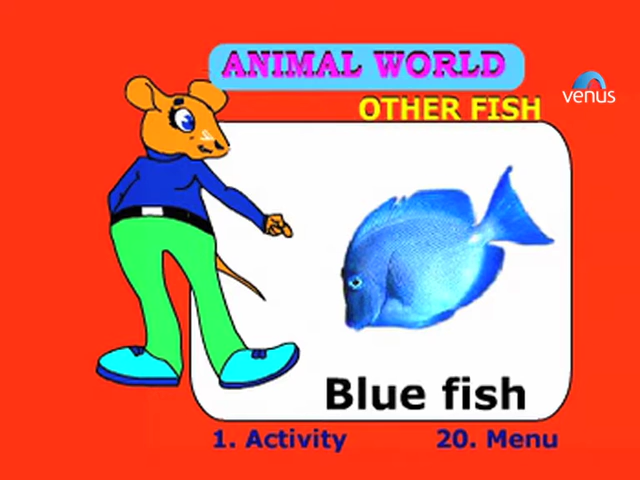 ANIMAL WORLD
venus
OTHER FISH
Blue fish
1. Activity
20. Menu